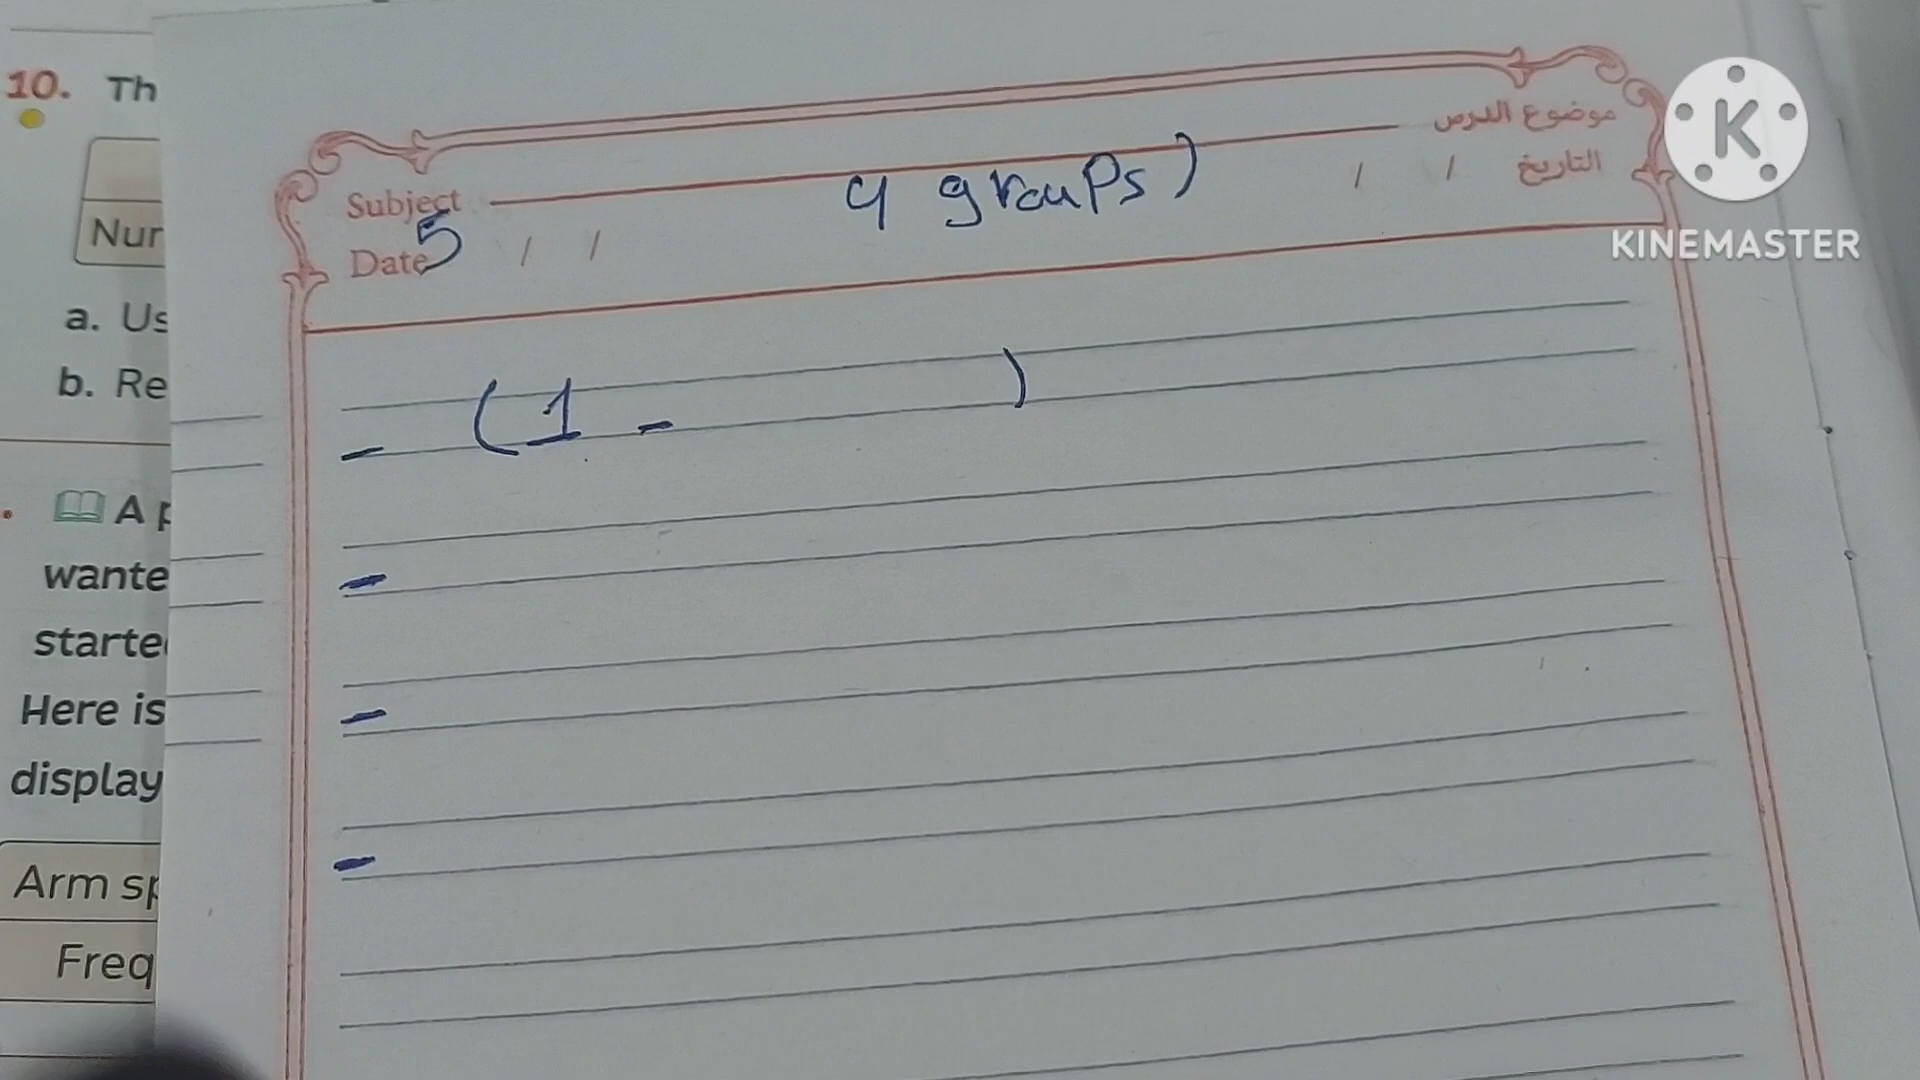 10. Th
Nur
a. Us
b. Re
A p
wante
starte
Here is
display
Arm sp
Freq
موضوع الدرس
Subject
4 groups)
/ / التاريخ
Date / /
5
- (1 - )
-
-
-
K
KINEMASTER